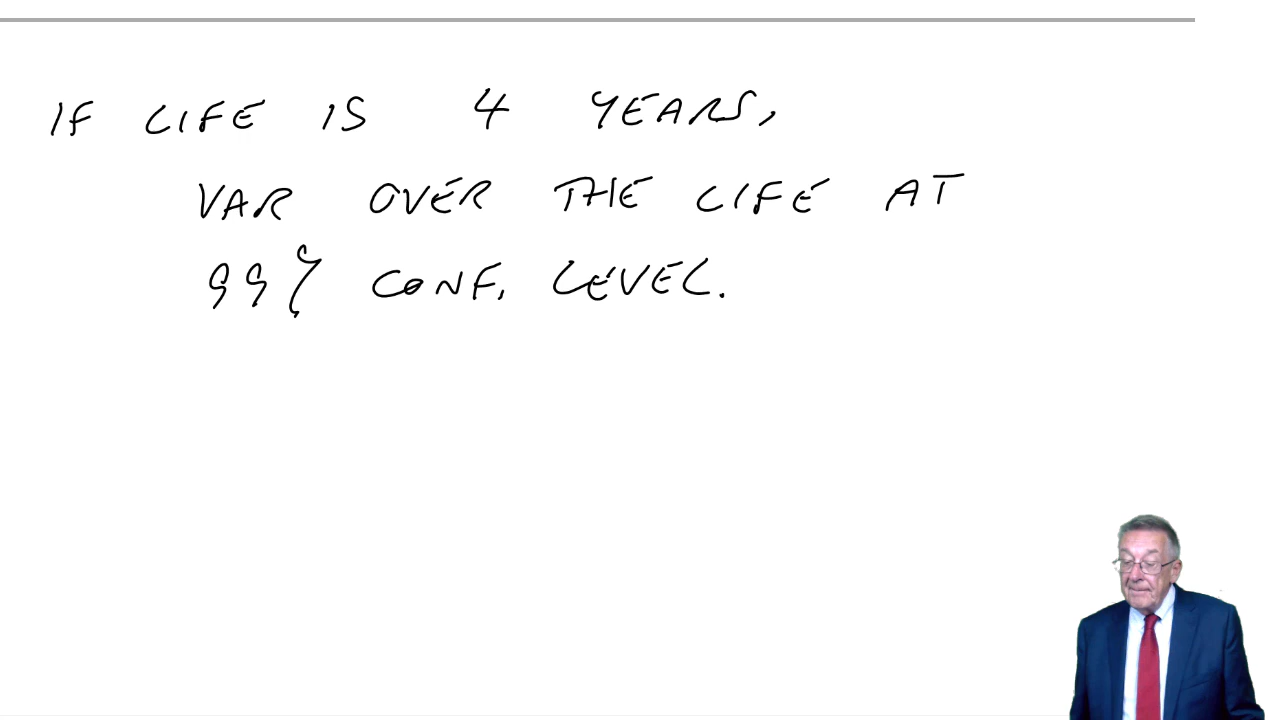 IF LIFE IS 4 YEARS,
VAR OVER THE LIFE AT
99% CONF. LEVEL.